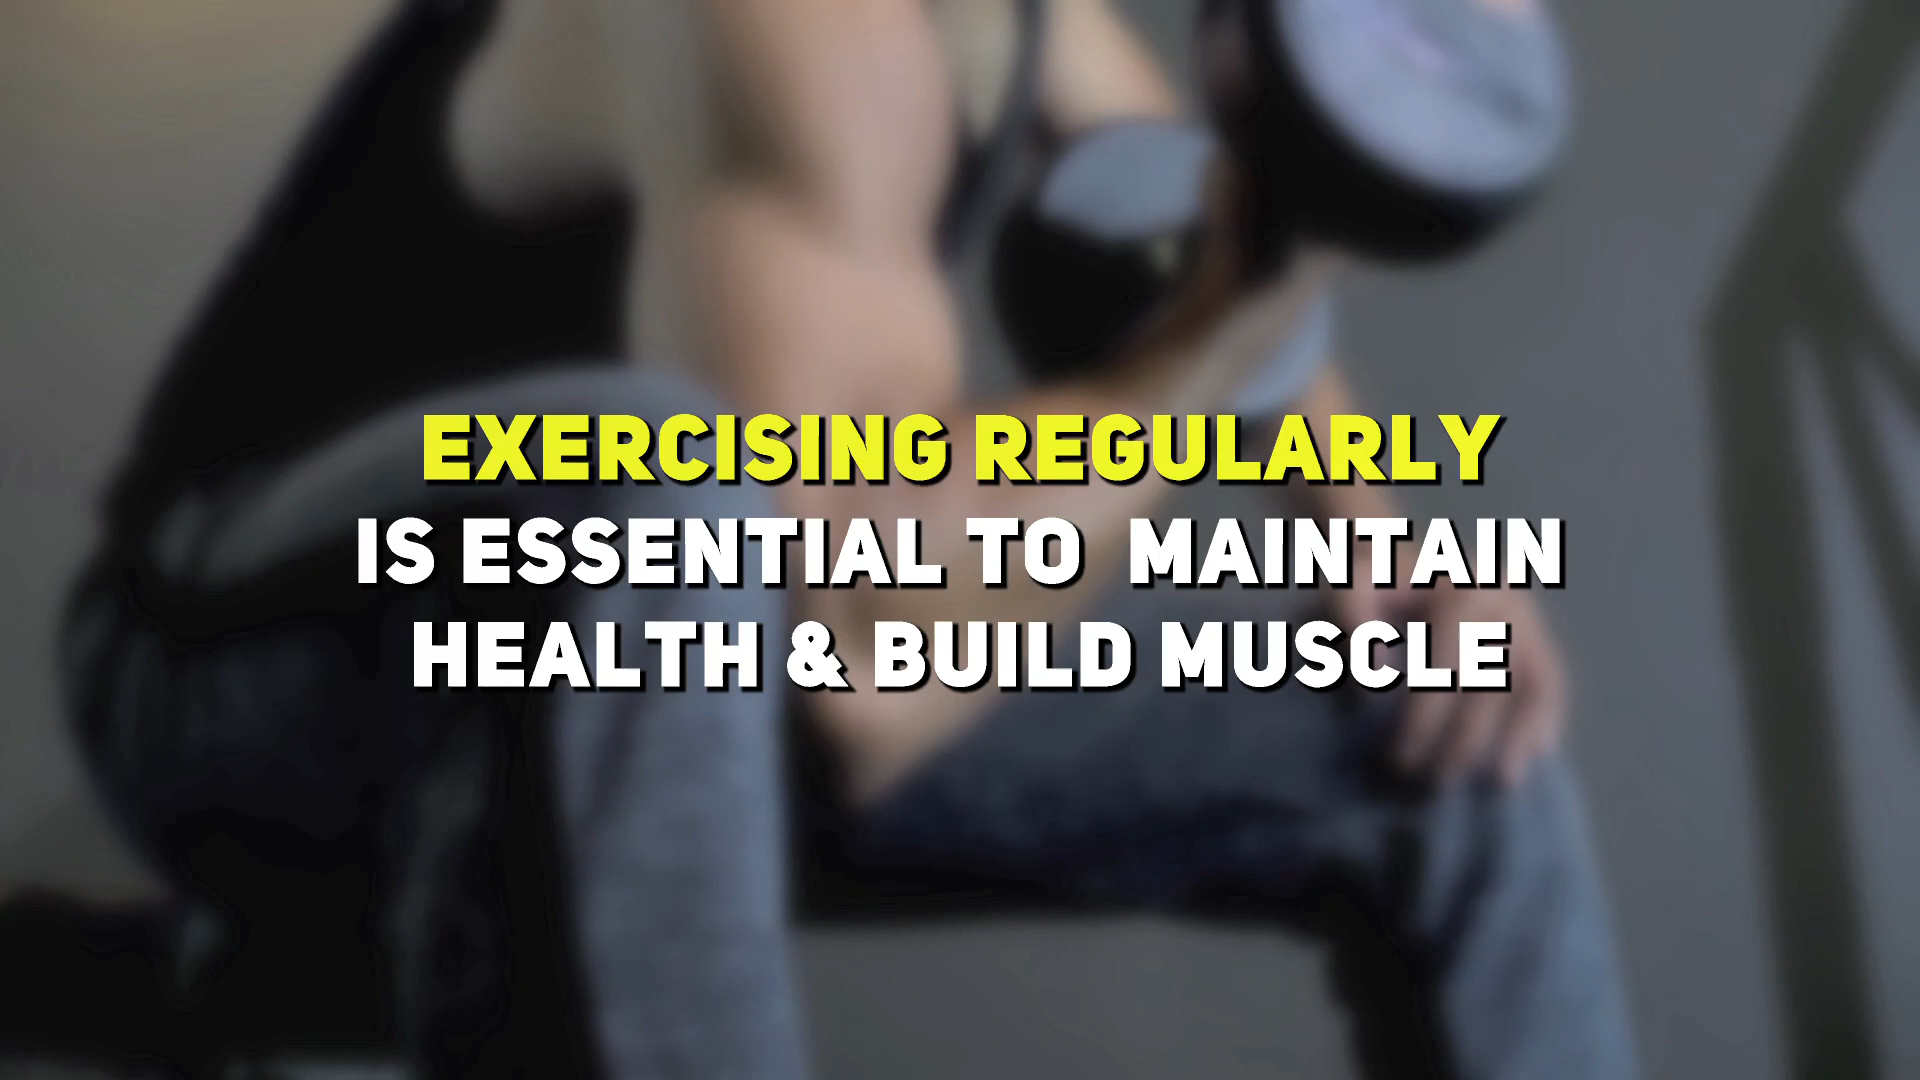 EXERCISING REGULARLY
IS ESSENTIAL TO  MAINTAIN
HEALTH & BUILD MUSCLE